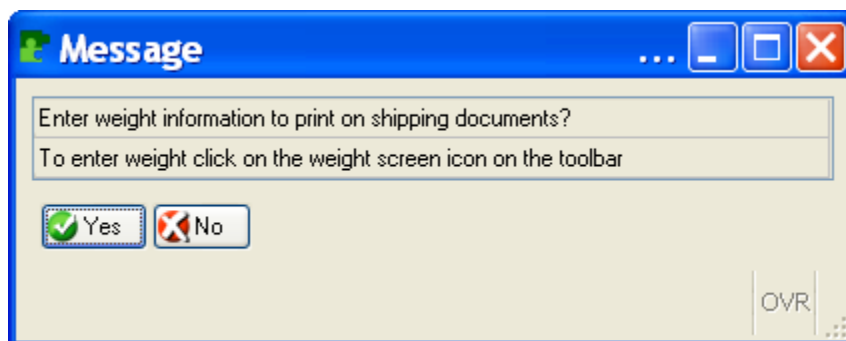 Message
...
Enter weight information to print on shipping documents?
To enter weight click on the weight screen icon on the toolbar
Yes No
OVR